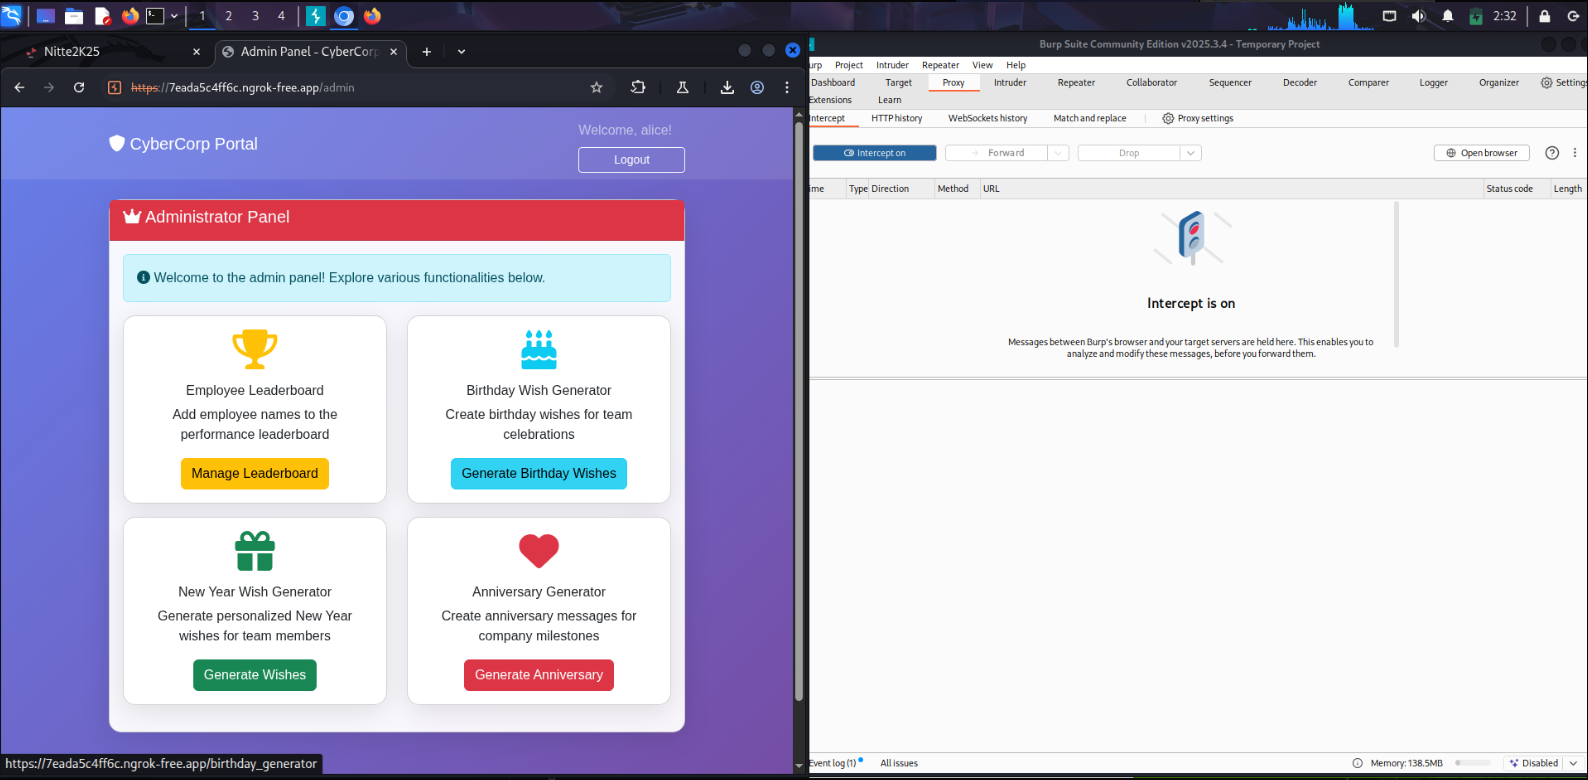 1 2 3 4 2:32
Nitte2K25
Admin Panel - CyberCorp
https://7eada5c4ff6c.ngrok-free.app/admin
CyberCorp Portal
Welcome, alice!
Logout
Administrator Panel
Welcome to the admin panel! Explore various functionalities below.
Employee Leaderboard
Add employee names to the
performance leaderboard
Manage Leaderboard
Birthday Wish Generator
Create birthday wishes for team
celebrations
Generate Birthday Wishes
New Year Wish Generator
Generate personalized New Year
wishes for team members
Generate Wishes
Anniversary Generator
Create anniversary messages for
company milestones
Generate Anniversary
https://7eada5c4ff6c.ngrok-free.app/birthday_generator
Burp Suite Community Edition v2025.3.4 - Temporary Project
urp Project Intruder Repeater View Help
Dashboard Target Proxy Intruder Repeater Collaborator Sequencer Decoder Comparer Logger Organizer Settings
Extensions Learn
Intercept HTTP history WebSockets history Match and replace Proxy settings
Intercept on Forward Drop Open browser
ime Type Direction Method URL Status code Length
Intercept is on
Messages between Burp's browser and your target servers are held here. This enables you to
analyze and modify these messages, before you forward them.
Event log (1) All issues Memory: 138.5MB Disabled